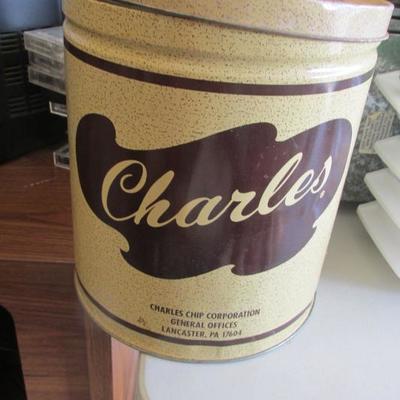 Charles®
CHARLES CHIP CORPORATION
GENERAL OFFICES
LANCASTER, PA 17604